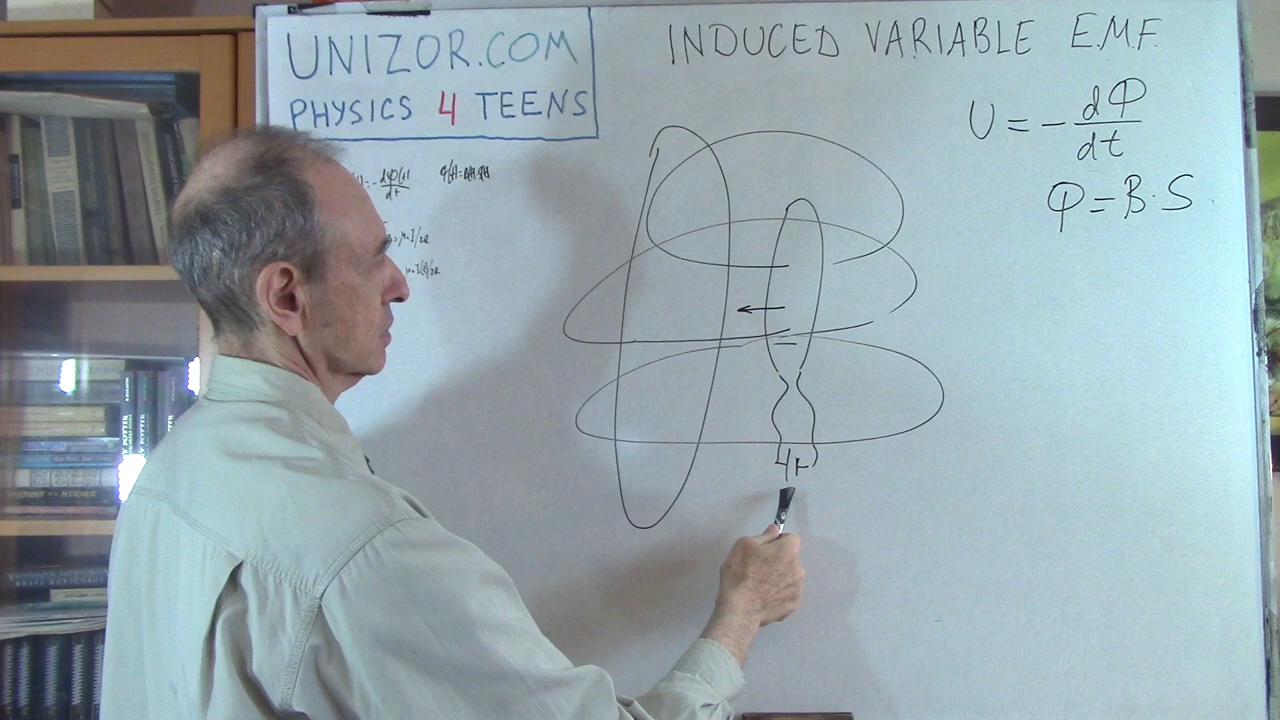 UNIZOR.COM
PHYSICS 4 TEENS
INDUCED VARIABLE E.M.F.
U = - dΦ/dt
Φ = B·S